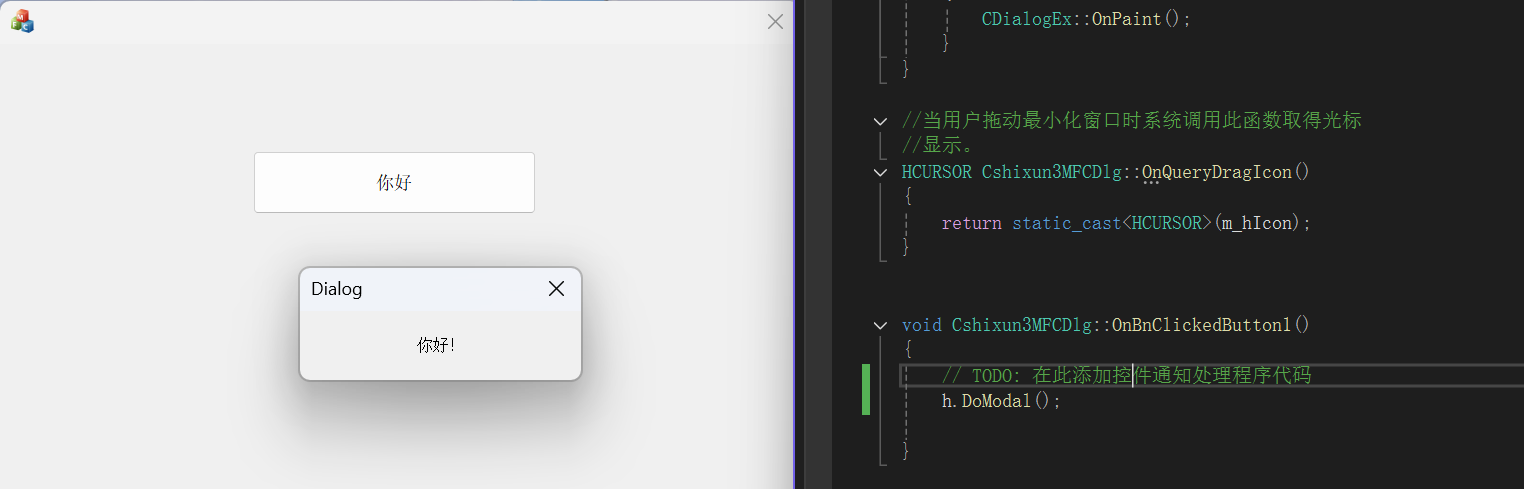 你好
Dialog
你好!
CDialogEx::OnPaint();
}
}
//当用户拖动最小化窗口时系统调用此函数取得光标
//显示。
HCURSOR Cshixun3MFCDlg::OnQueryDragIcon()
{
return static_cast<HCURSOR>(m_hIcon);
}
void Cshixun3MFCDlg::OnBnClickedButton1()
{
// TODO: 在此添加控件通知处理程序代码
h.DoModal();
}